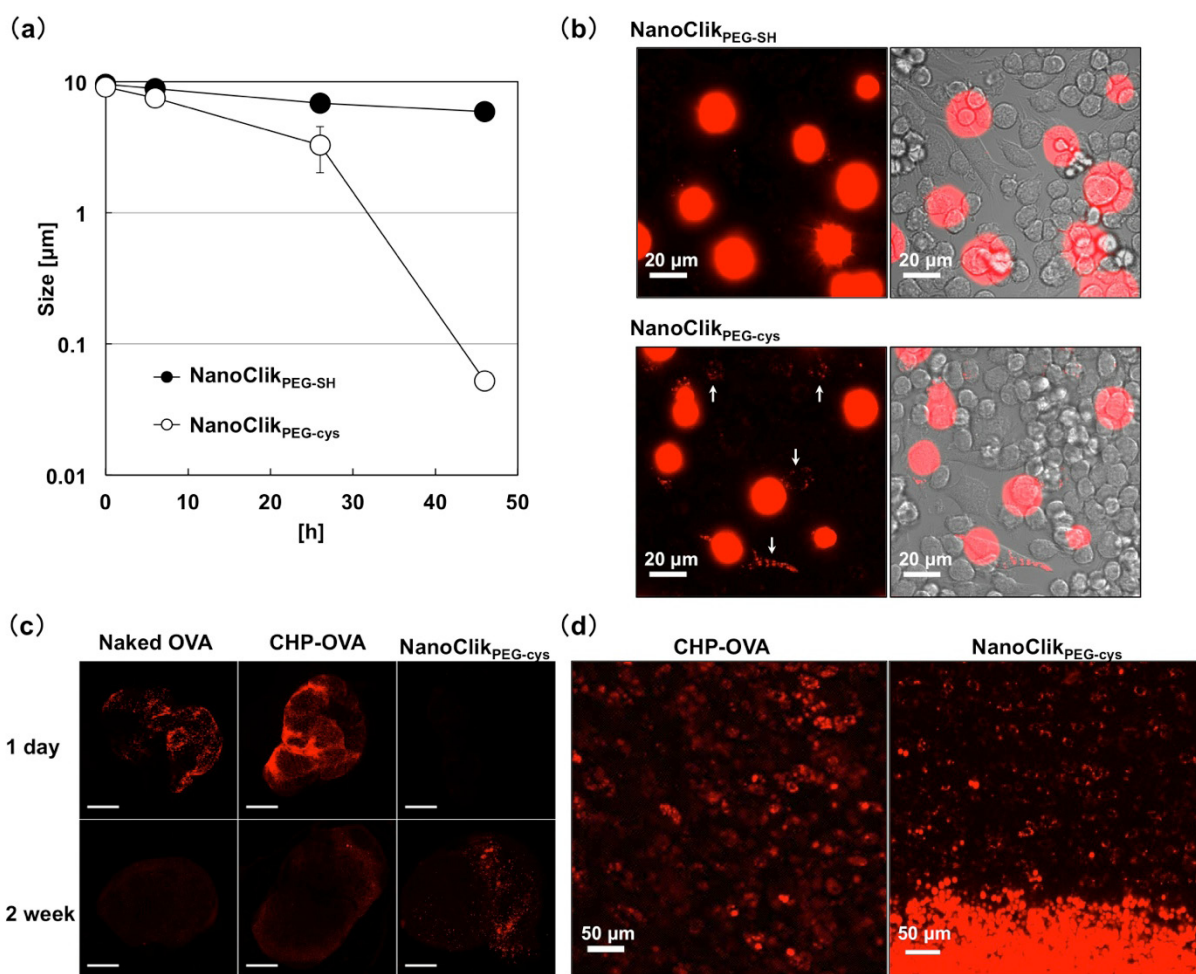 (a)
10
1
0.1
0.01
Size [µm]
NanoClikPEG-SH
NanoClikPEG-cys
0 10 20 30 40 50
[h]
(b)
NanoClikPEG-SH
20 µm
20 µm
NanoClikPEG-cys
20 µm
20 µm
(c)
Naked OVA CHP-OVA NanoClikPEG-cys
1 day
2 week
(d)
CHP-OVA NanoClikPEG-cys
50 µm
50 µm